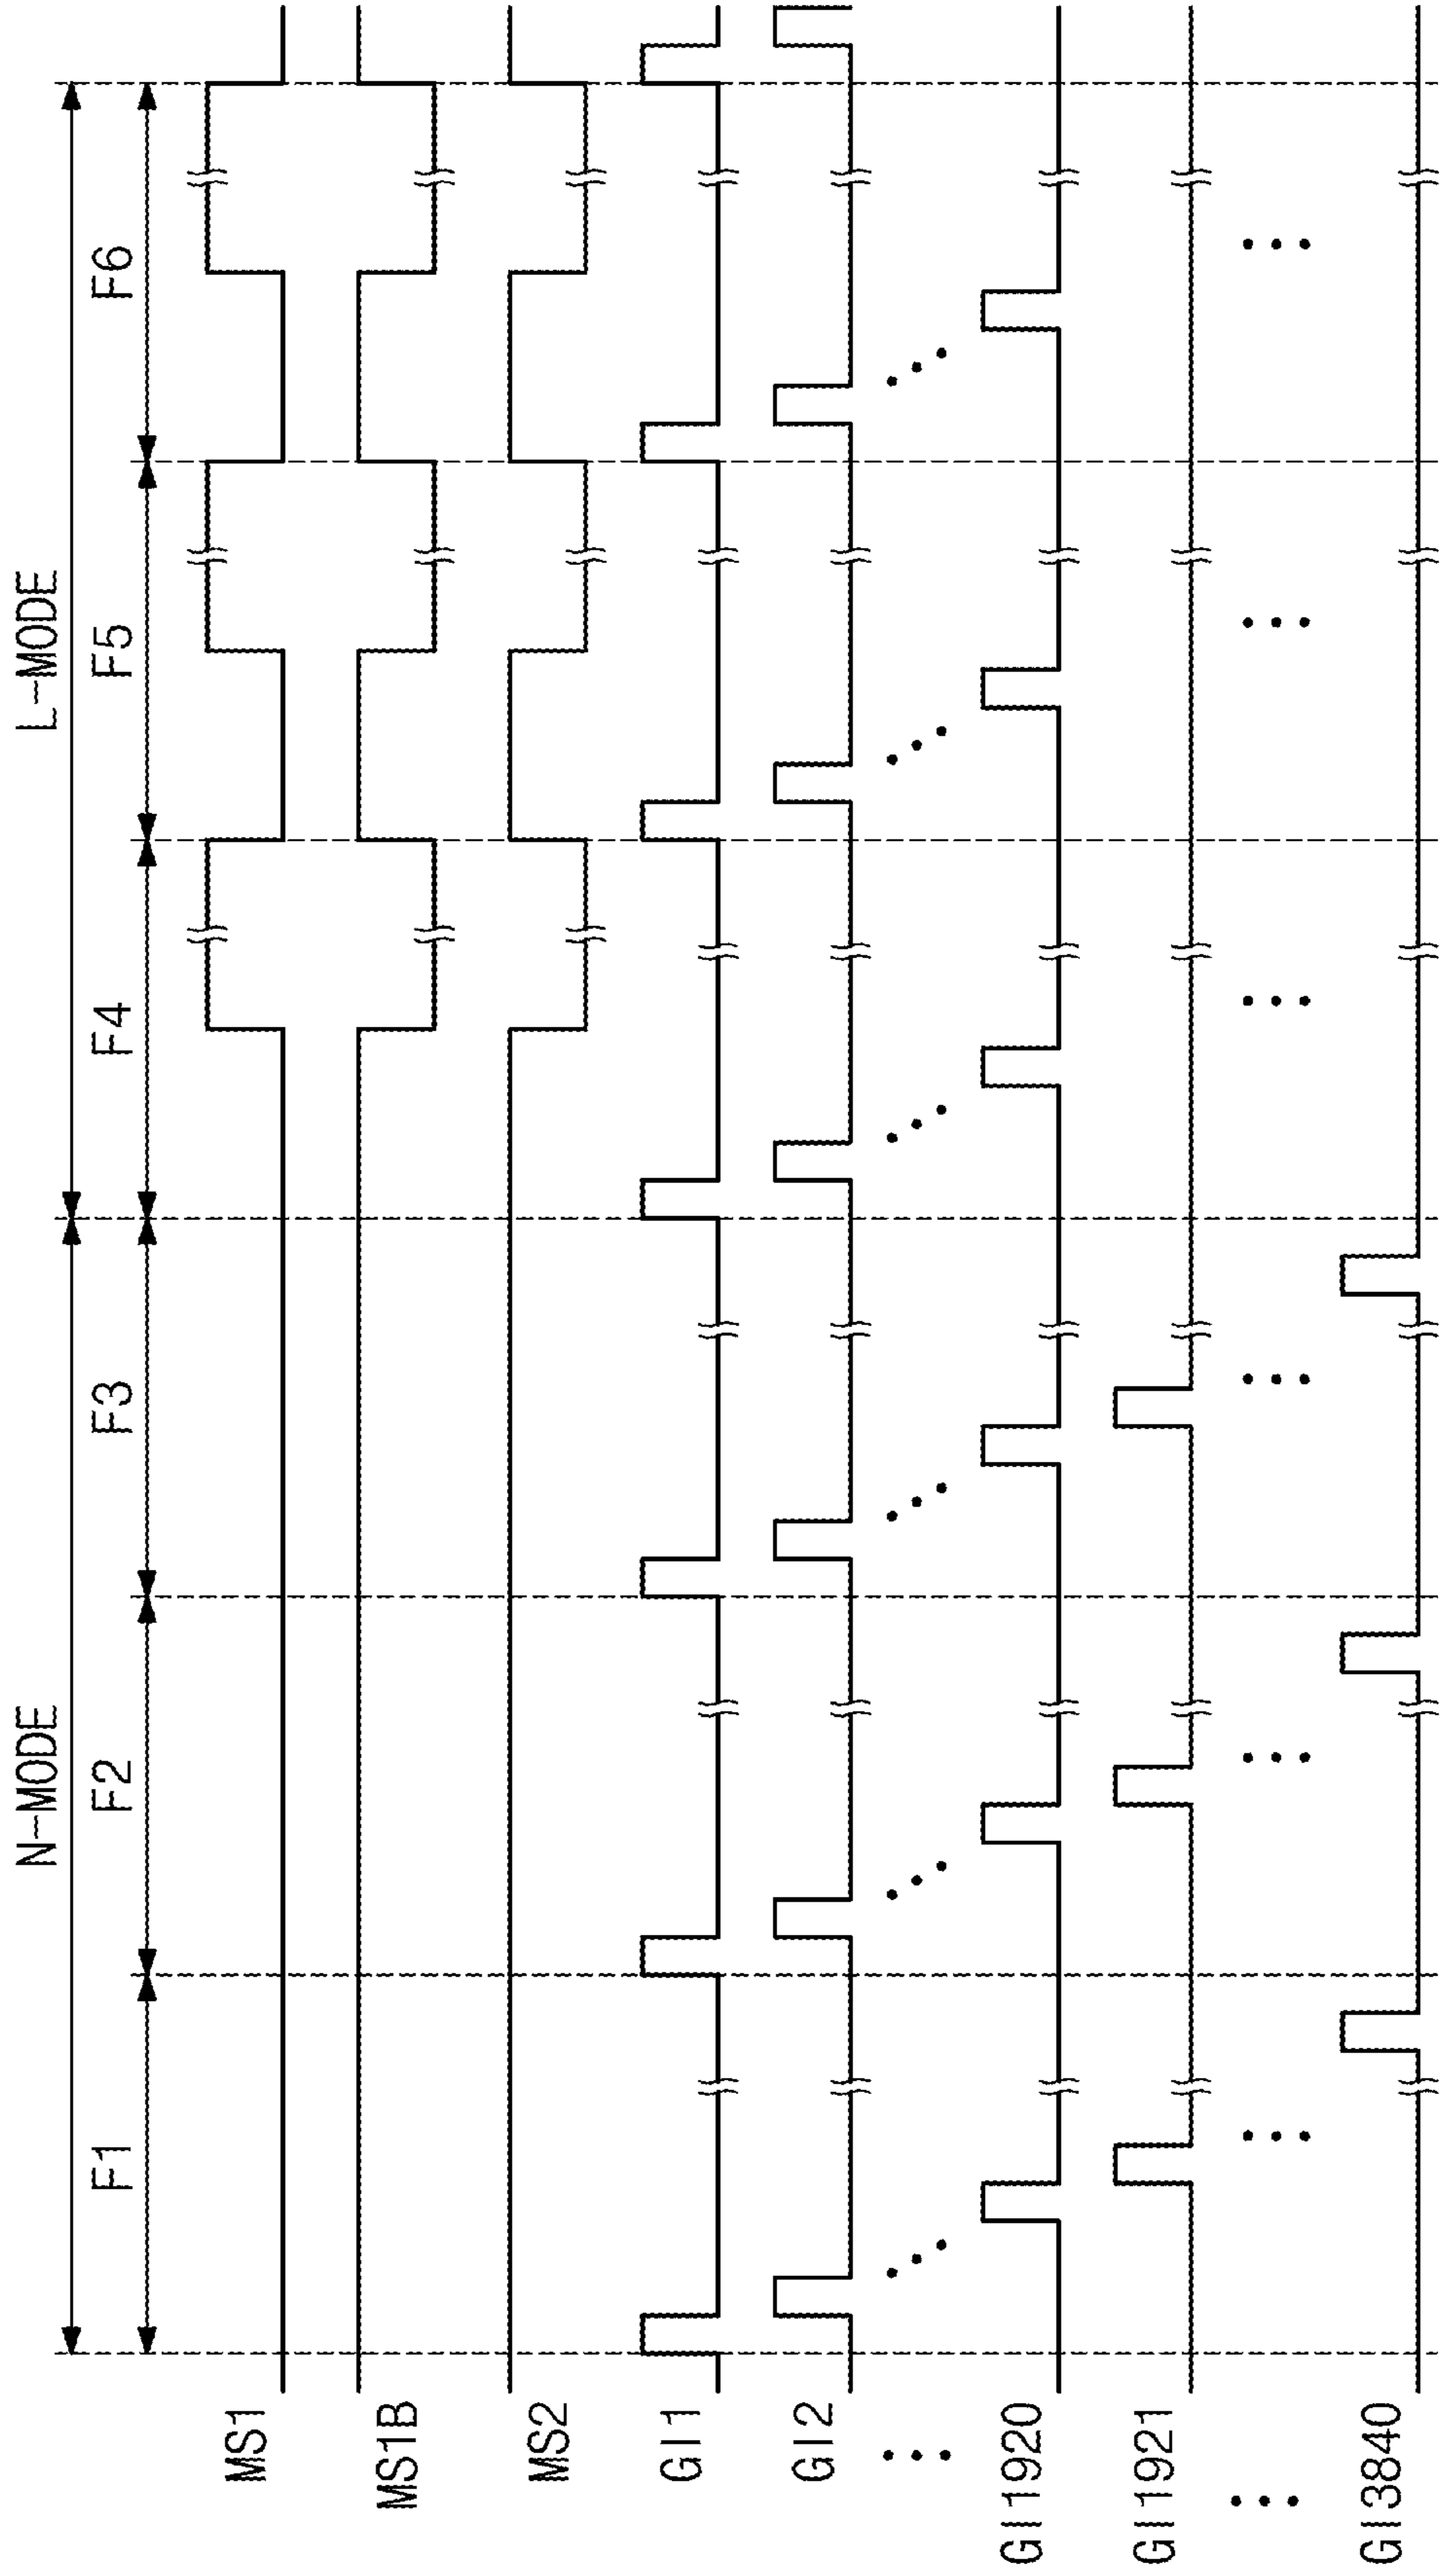 N-MODE L-MODE
F1 F2 F3 F4 F5 F6
MS1
MS1B
MS2
GI1
GI2
GI1920
GI1921
GI3840